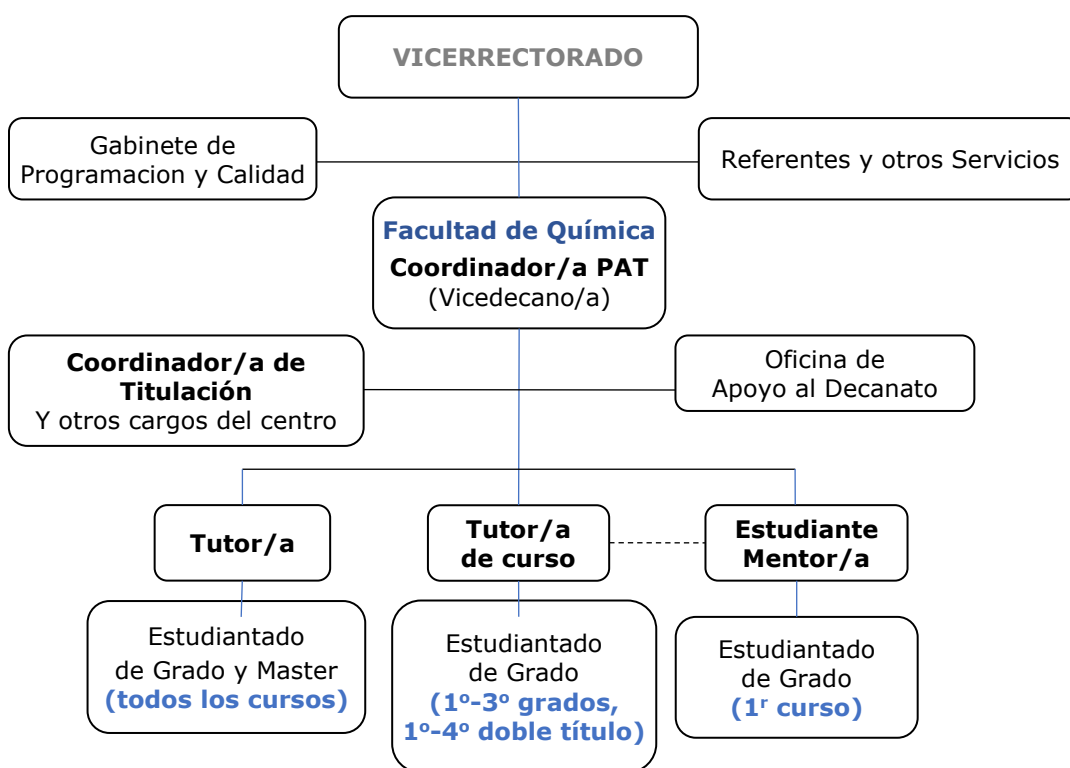 VICERRECTORADO
Gabinete de
Programacion y Calidad
Referentes y otros Servicios
Facultad de Química
Coordinador/a PAT
(Vicedecano/a)
Coordinador/a de
Titulación
Y otros cargos del centro
Oficina de
Apoyo al Decanato
Tutor/a
Tutor/a
de curso
Estudiante
Mentor/a
Estudiantado
de Grado y Master
(todos los cursos)
Estudiantado
de Grado
(1º-3º grados,
1º-4º doble título)
Estudiantado
de Grado
(1ʳ curso)